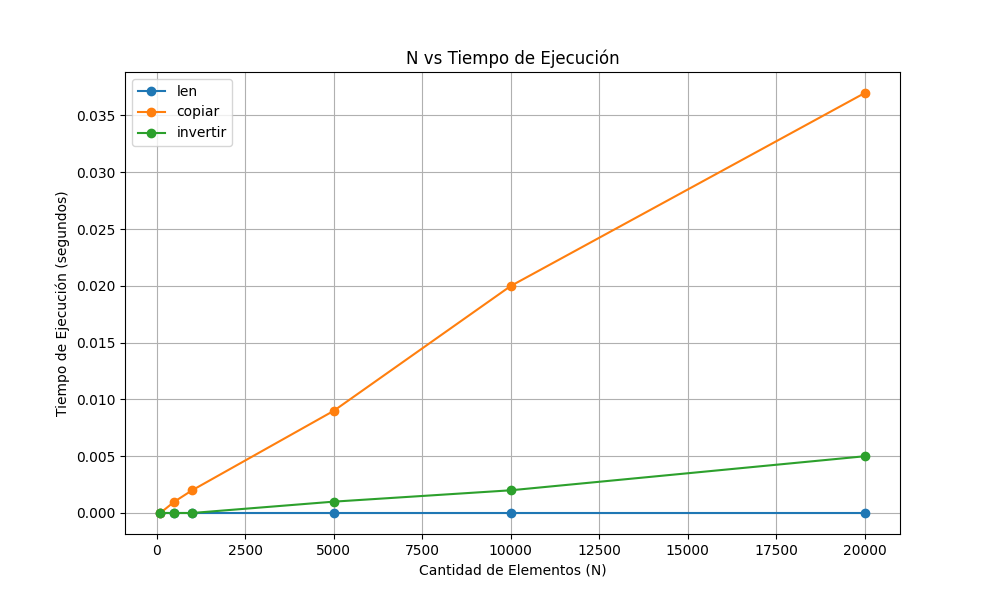 N vs Tiempo de Ejecución
len
copiar
invertir
0.035
0.030
0.025
0.020
0.015
0.010
0.005
0.000
Tiempo de Ejecución (segundos)
0 2500 5000 7500 10000 12500 15000 17500 20000
Cantidad de Elementos (N)